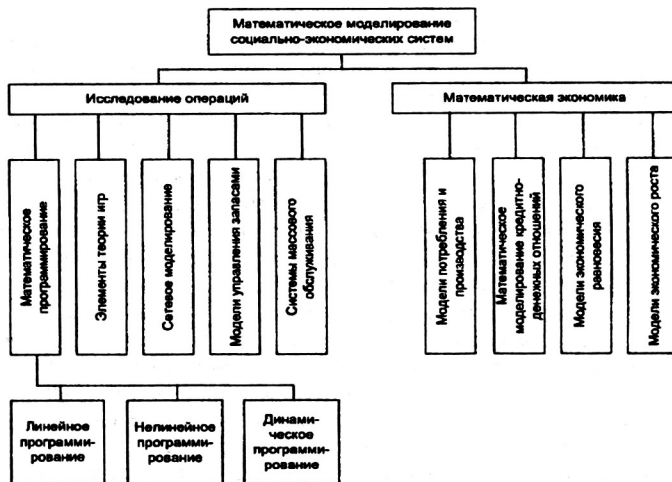 Математическое моделирование
социально-экономических систем
Исследование операций
Математическая экономика
Математическое
программирование
Элементы теории игр
Сетевое моделирование
Модели управления запасами
Системы массового
обслуживания
Модели потребления и
производства
Математическое
моделирование кредитно-
денежных отношений
Модели экономического
равновесия
Модели экономического роста
Линейное
программи-
рование
Нелинейное
программи-
рование
Динами-
ческое
программи-
рование